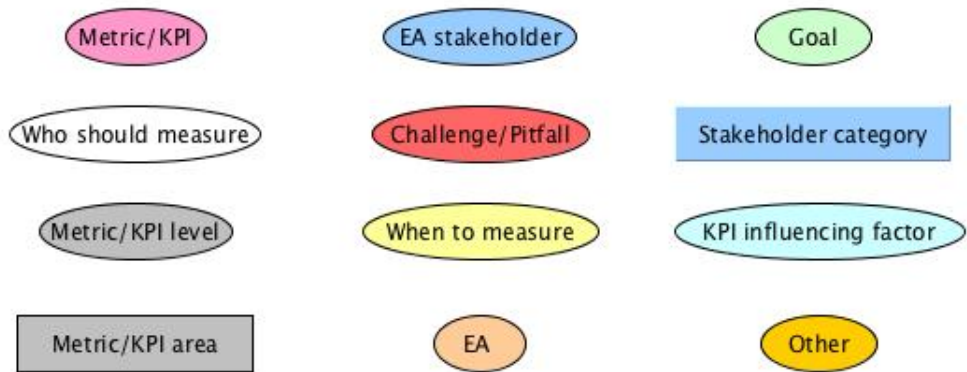 Metric/KPI
EA stakeholder
Goal
Who should measure
Challenge/Pitfall
Stakeholder category
Metric/KPI level
When to measure
KPI influencing factor
Metric/KPI area
EA
Other